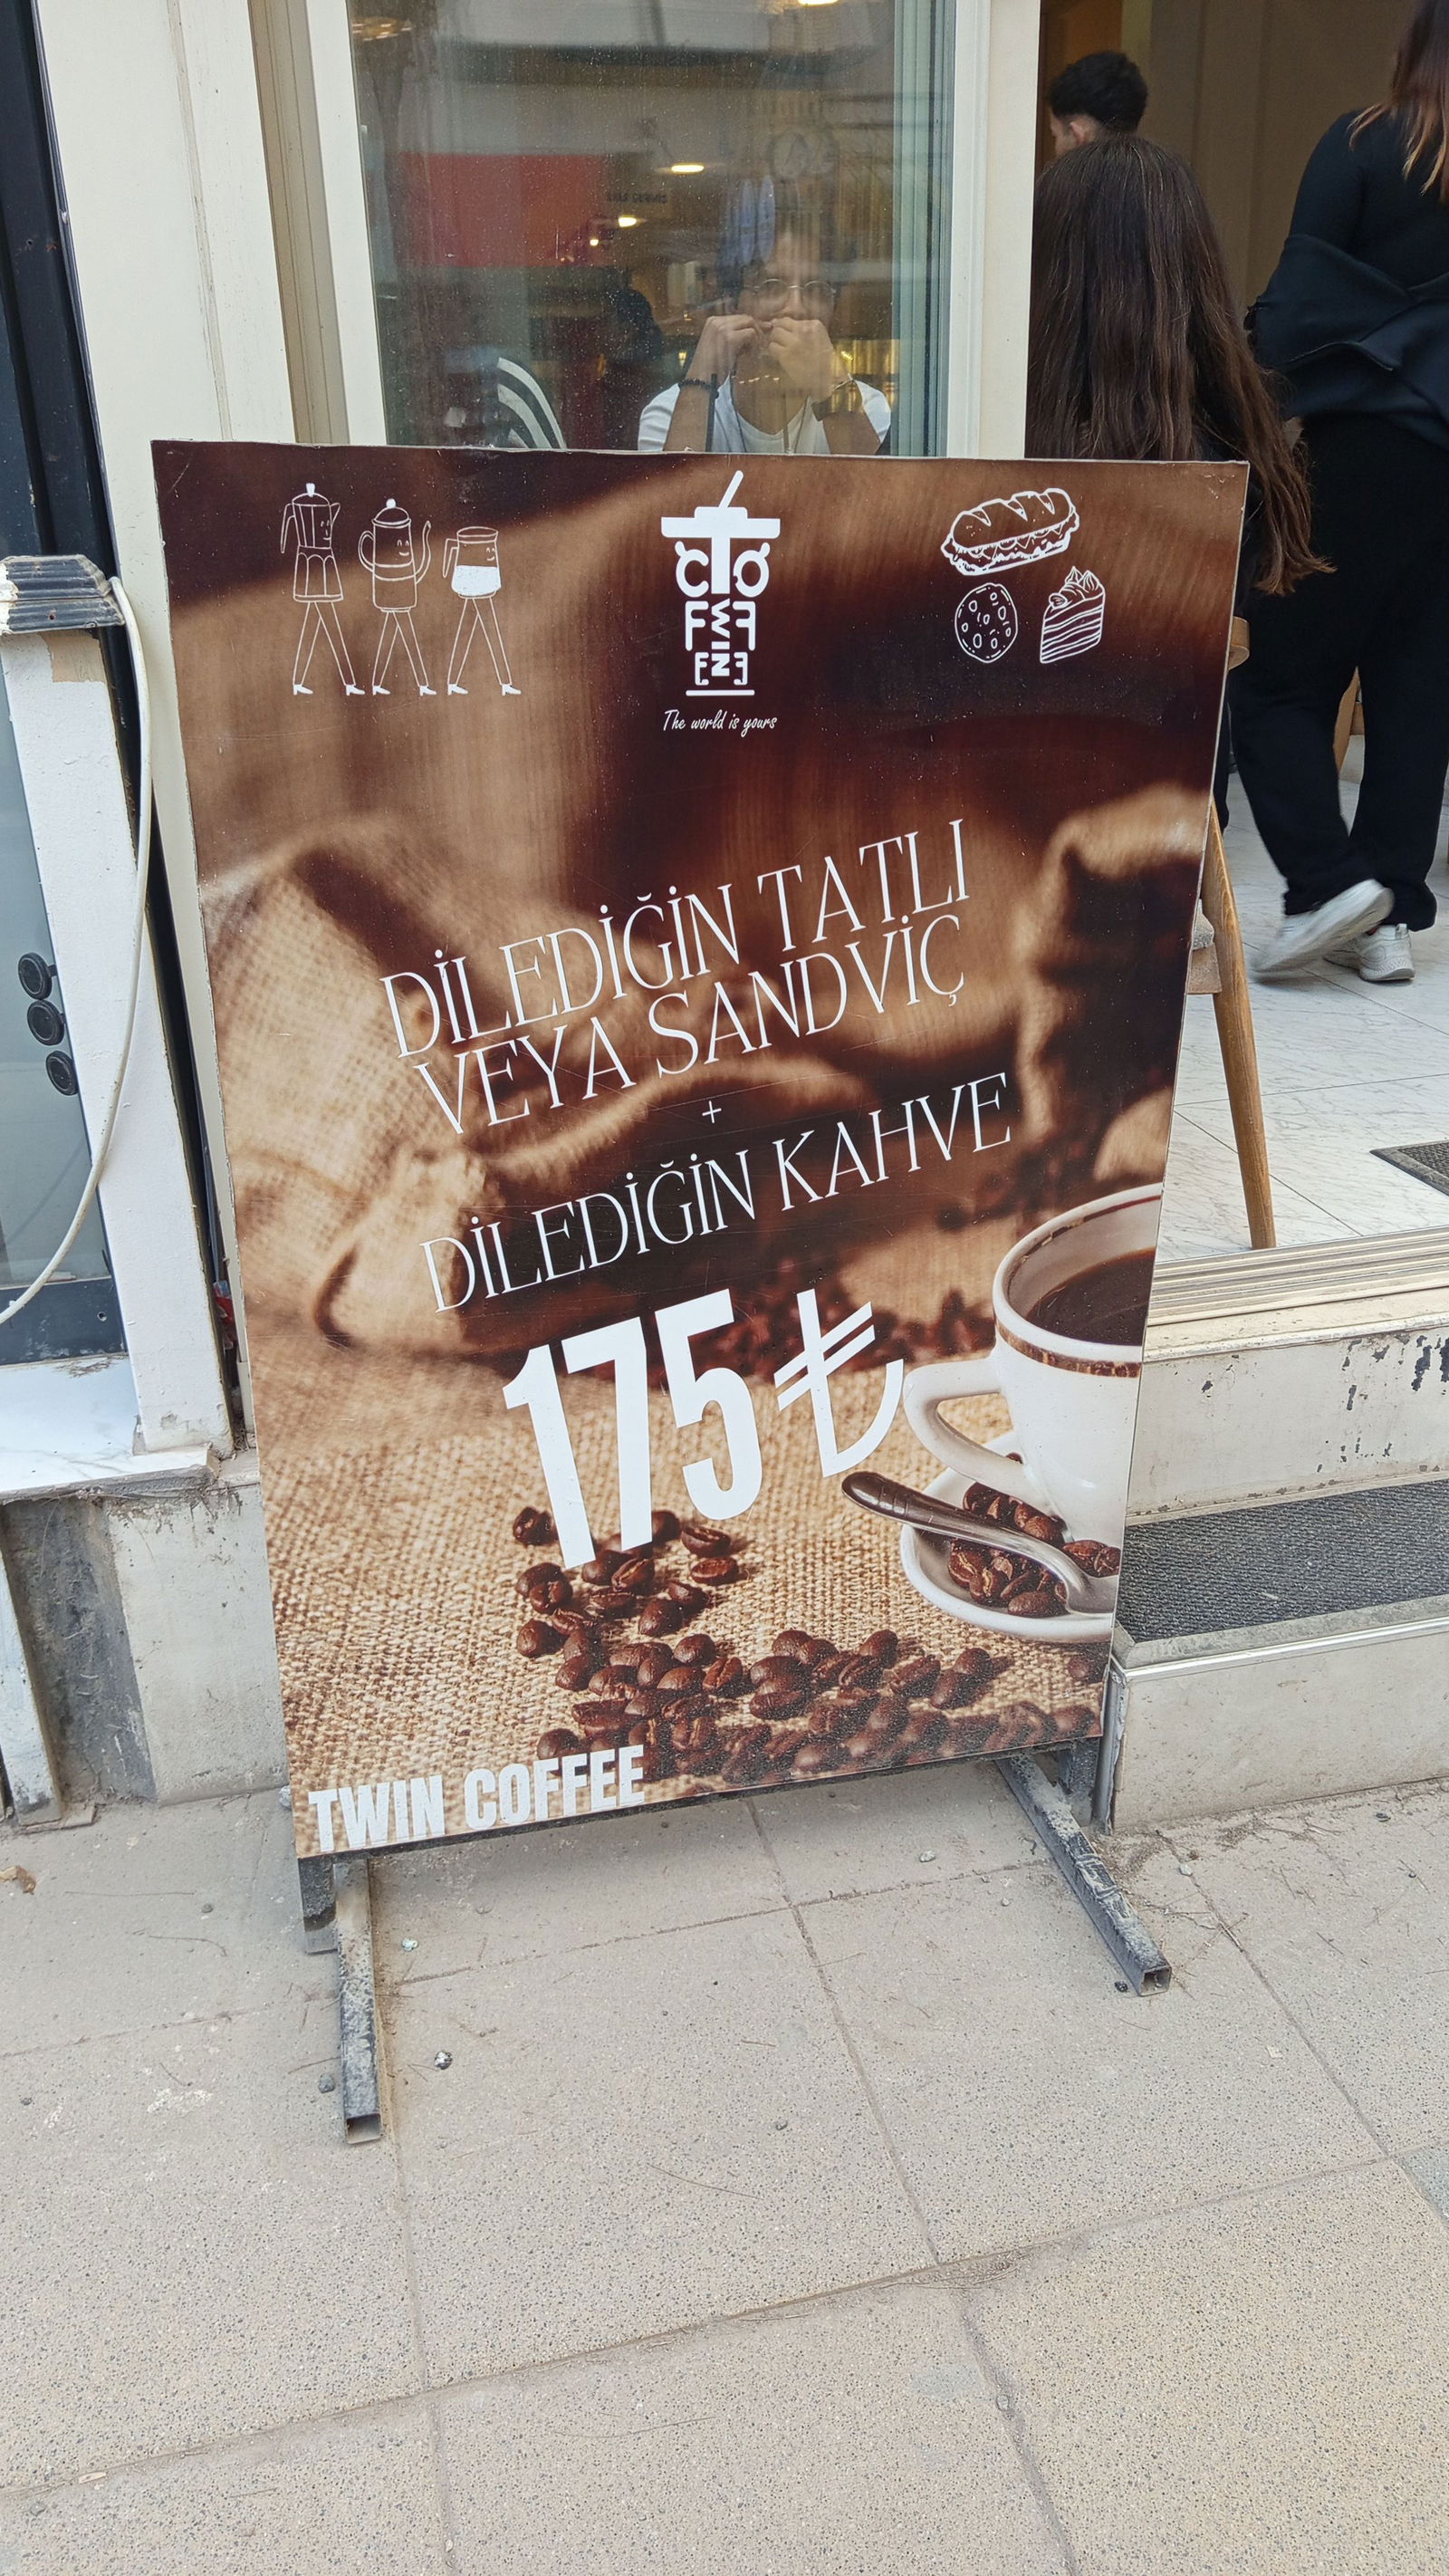 The world is yours
DİLEDİĞİN TATLI
VEYA SANDVİÇ
+
DİLEDİĞİN KAHVE
175₺
TWIN COFFEE